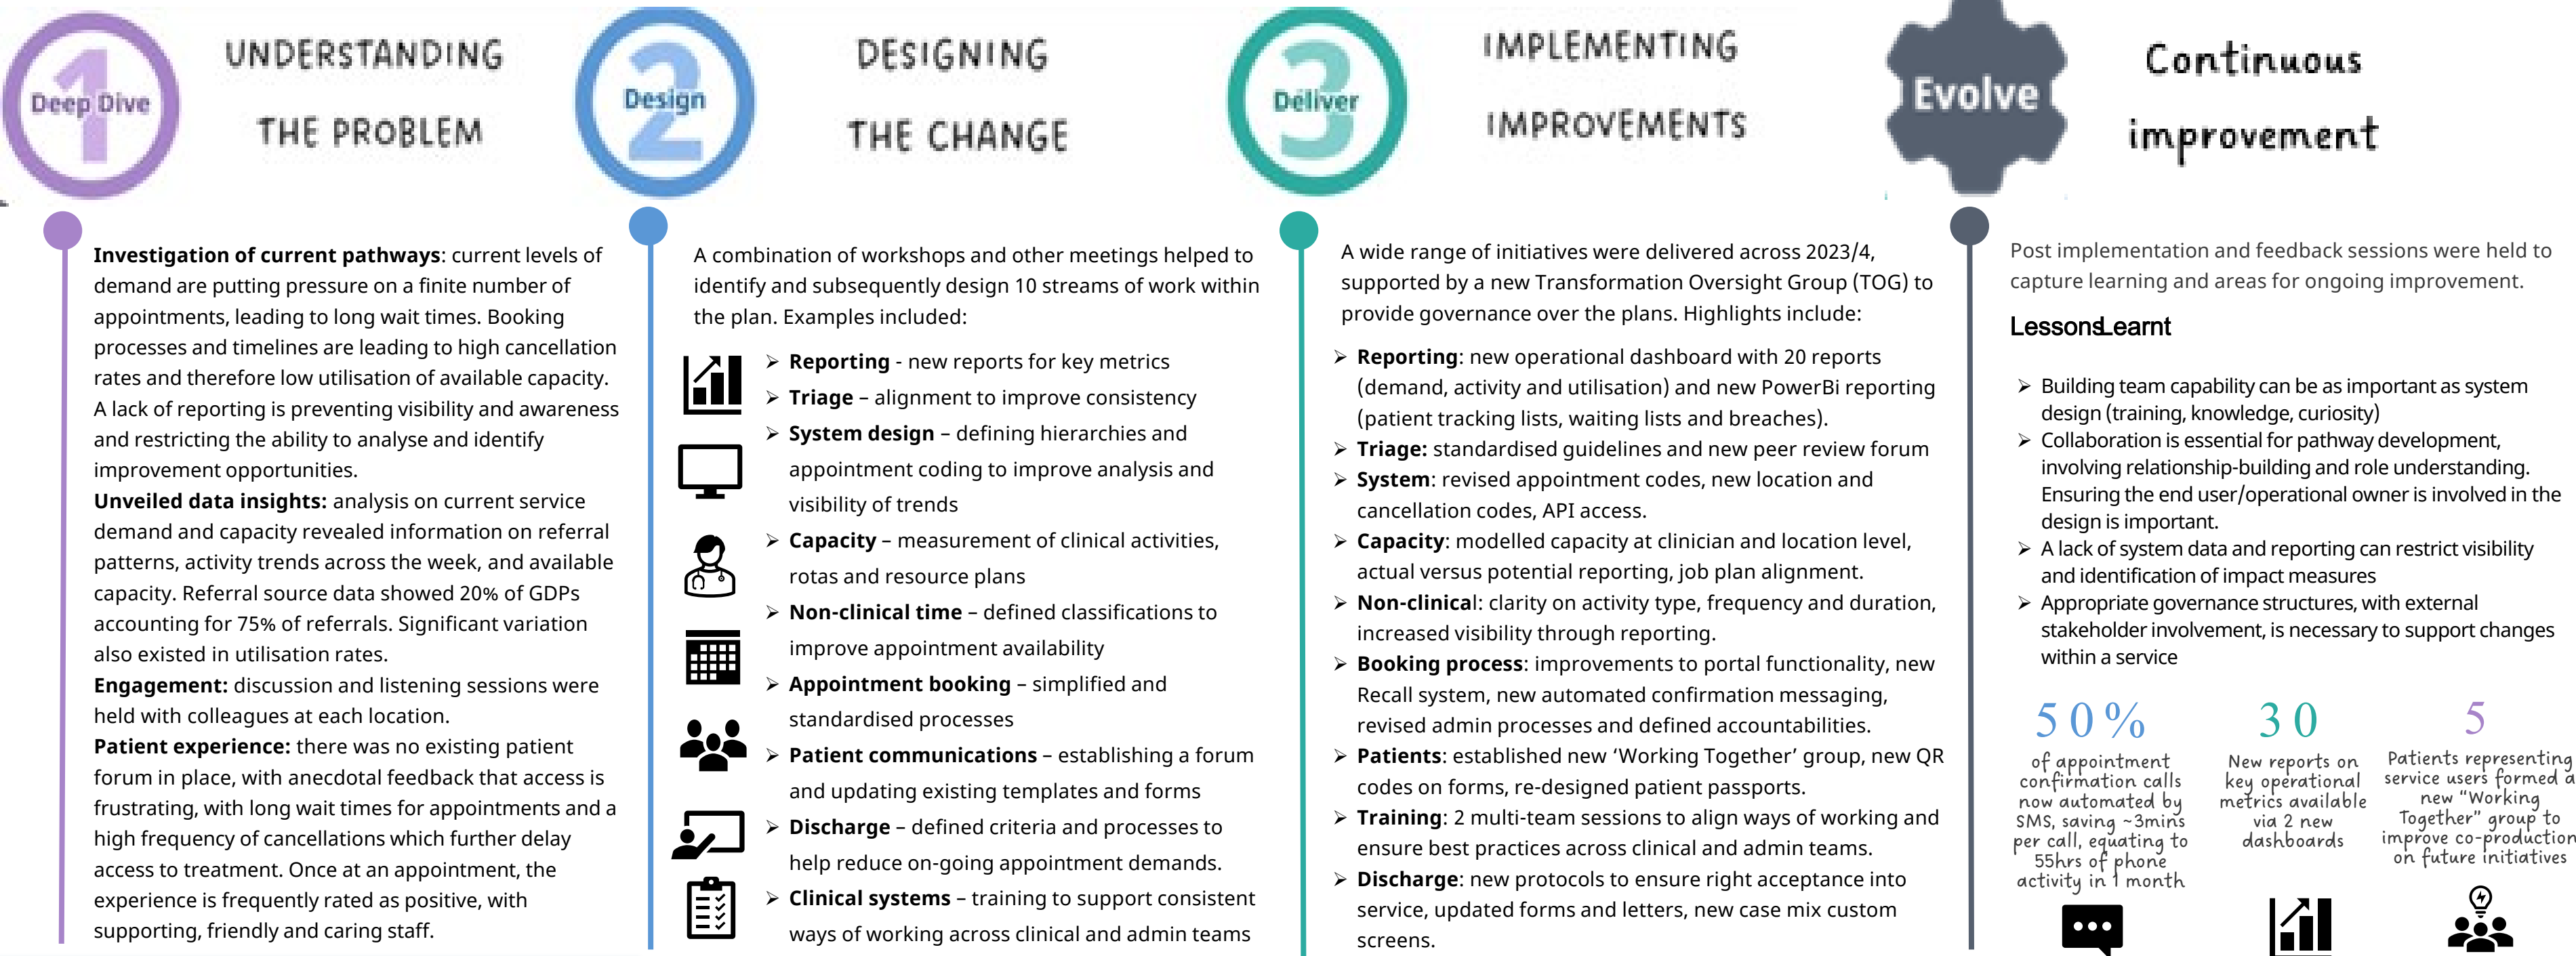 1
Deep Dive
UNDERSTANDING
THE PROBLEM
Investigation of current pathways: current levels of
demand are putting pressure on a finite number of
appointments, leading to long wait times. Booking
processes and timelines are leading to high cancellation
rates and therefore low utilisation of available capacity.
A lack of reporting is preventing visibility and awareness
and restricting the ability to analyse and identify
improvement opportunities.
Unveiled data insights: analysis on current service
demand and capacity revealed information on referral
patterns, activity trends across the week, and available
capacity. Referral source data showed 20% of GDPs
accounting for 75% of referrals. Significant variation
also existed in utilisation rates.
Engagement: discussion and listening sessions were
held with colleagues at each location.
Patient experience: there was no existing patient
forum in place, with anecdotal feedback that access is
frustrating, with long wait times for appointments and a
high frequency of cancellations which further delay
access to treatment. Once at an appointment, the
experience is frequently rated as positive, with
supporting, friendly and caring staff.
2
Design
DESIGNING
THE CHANGE
A combination of workshops and other meetings helped to
identify and subsequently design 10 streams of work within
the plan. Examples included:
➢ Reporting - new reports for key metrics
➢ Triage – alignment to improve consistency
➢ System design – defining hierarchies and
appointment coding to improve analysis and
visibility of trends
➢ Capacity – measurement of clinical activities,
rotas and resource plans
➢ Non-clinical time – defined classifications to
improve appointment availability
➢ Appointment booking – simplified and
standardised processes
➢ Patient communications – establishing a forum
and updating existing templates and forms
➢ Discharge – defined criteria and processes to
help reduce on-going appointment demands.
➢ Clinical systems – training to support consistent
ways of working across clinical and admin teams
3
Deliver
IMPLEMENTING
IMPROVEMENTS
A wide range of initiatives were delivered across 2023/4,
supported by a new Transformation Oversight Group (TOG) to
provide governance over the plans. Highlights include:
➢ Reporting: new operational dashboard with 20 reports
(demand, activity and utilisation) and new PowerBi reporting
(patient tracking lists, waiting lists and breaches).
➢ Triage: standardised guidelines and new peer review forum
➢ System: revised appointment codes, new location and
cancellation codes, API access.
➢ Capacity: modelled capacity at clinician and location level,
actual versus potential reporting, job plan alignment.
➢ Non-clinical: clarity on activity type, frequency and duration,
increased visibility through reporting.
➢ Booking process: improvements to portal functionality, new
Recall system, new automated confirmation messaging,
revised admin processes and defined accountabilities.
➢ Patients: established new ‘Working Together’ group, new QR
codes on forms, re-designed patient passports.
➢ Training: 2 multi-team sessions to align ways of working and
ensure best practices across clinical and admin teams.
➢ Discharge: new protocols to ensure right acceptance into
service, updated forms and letters, new case mix custom
screens.
Evolve
Continuous
improvement
Post implementation and feedback sessions were held to
capture learning and areas for ongoing improvement.
LessonsLearnt
➢ Building team capability can be as important as system
design (training, knowledge, curiosity)
➢ Collaboration is essential for pathway development,
involving relationship-building and role understanding.
Ensuring the end user/operational owner is involved in the
design is important.
➢ A lack of system data and reporting can restrict visibility
and identification of impact measures
➢ Appropriate governance structures, with external
stakeholder involvement, is necessary to support changes
within a service
50%
of appointment
confirmation calls
now automated by
SMS, saving ~3mins
per call, equating to
55hrs of phone
activity in 1 month
30
New reports on
key operational
metrics available
via 2 new
dashboards
5
Patients representing
service users formed a
new “Working
Together” group to
improve co-production
on future initiatives